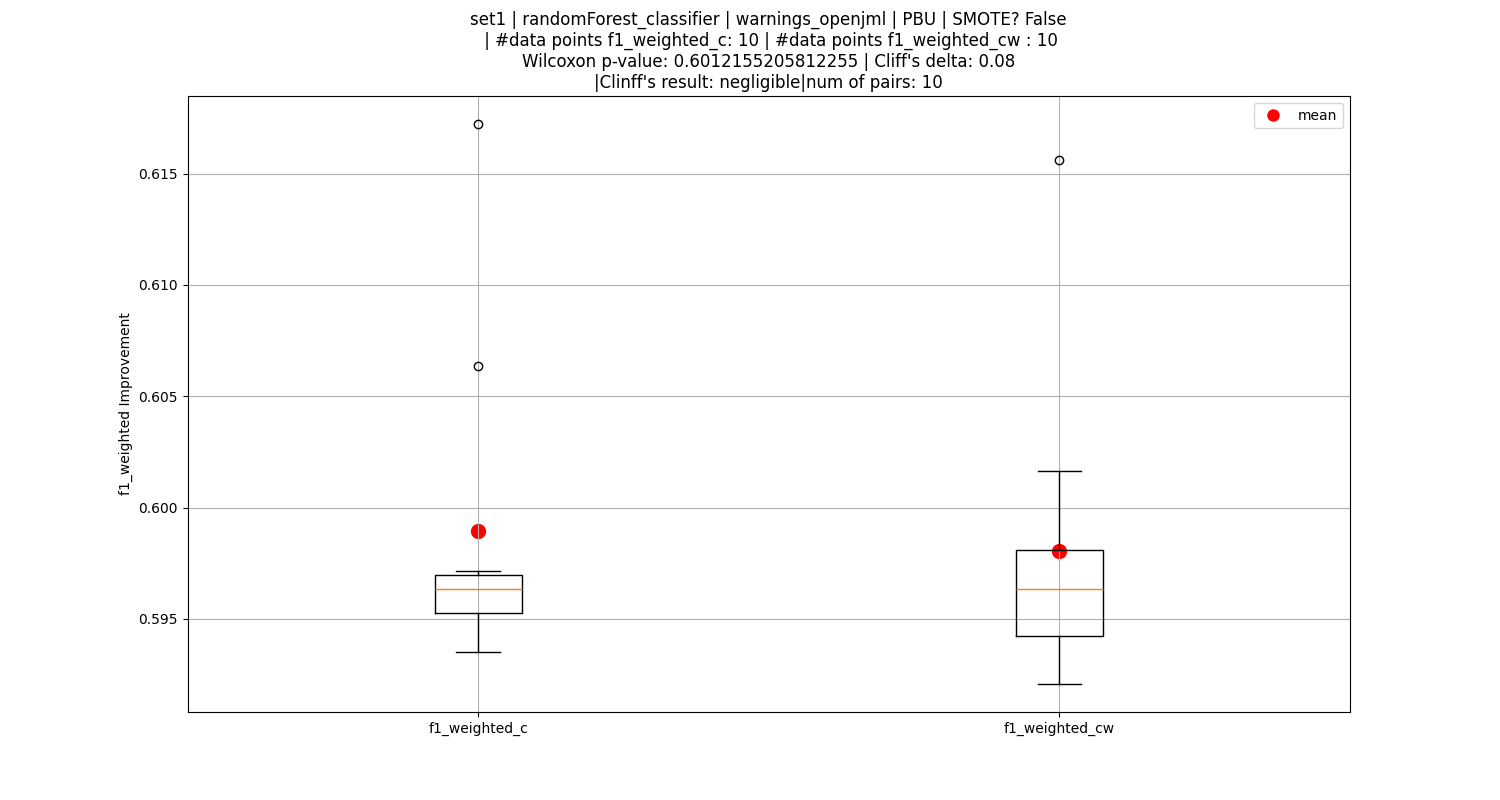 set1 | randomForest_classifier | warnings_openjml | PBU | SMOTE? False
| #data points f1_weighted_c: 10 | #data points f1_weighted_cw : 10
Wilcoxon p-value: 0.6012155205812255 | Cliff's delta: 0.08
|Clinff's result: negligible|num of pairs: 10
mean
0.615
0.610
0.605
0.600
0.595
f1_weighted Improvement
f1_weighted_c
f1_weighted_cw